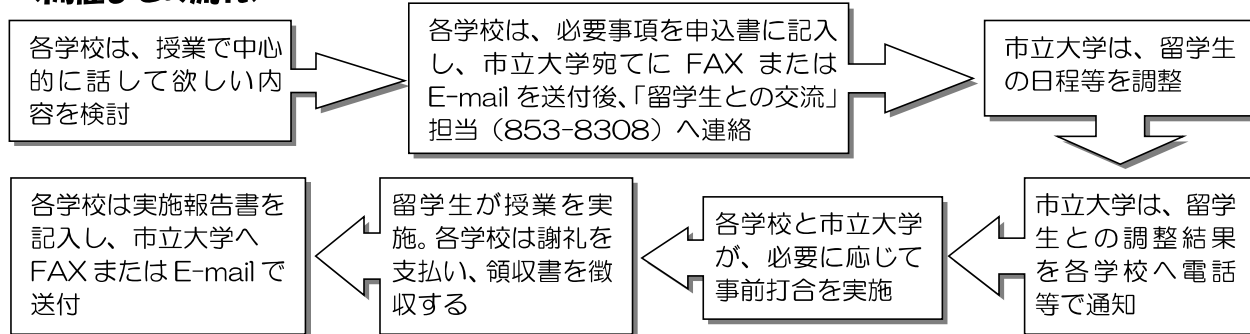 各学校は、授業で中心
的に話して欲しい内
容を検討
各学校は、必要事項を申込書に記入
し、市立大学宛てに FAX または
E-mail を送付後、「留学生との交流」
担当（853-8308）へ連絡
市立大学は、留学生
の日程等を調整
市立大学は、留学
生との調整結果
を各学校へ電話
等で通知
各学校と市立大学
が、必要に応じて
事前打合を実施
留学生が授業を実
施。各学校は謝礼を
支払い、領収書を徴
収する
各学校は実施報告書を
記入し、市立大学へ
FAX または E-mail で
送付